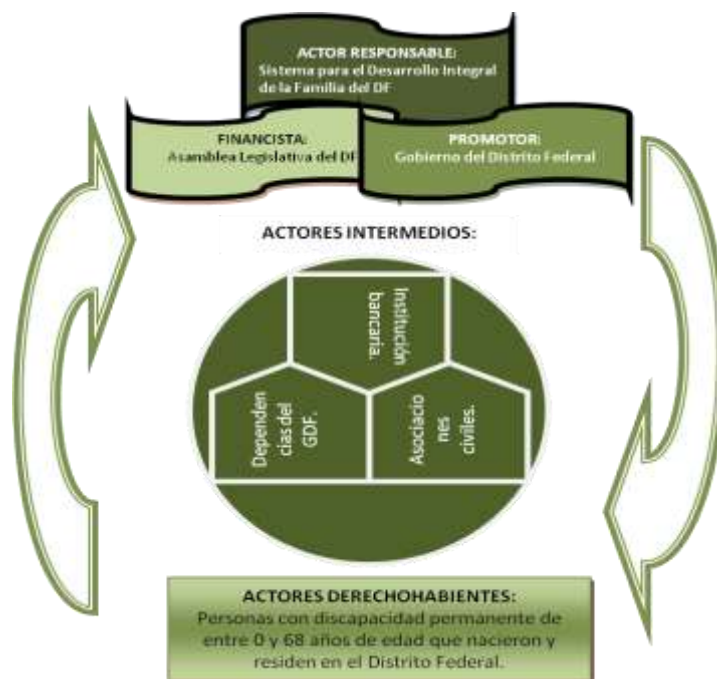 ACTOR RESPONSABLE:
Sistema para el Desarrollo Integral
de la Familia del DF
FINANCISTA:
Asamblea Legislativa del DF
PROMOTOR:
Gobierno del Distrito Federal
ACTORES INTERMEDIOS:
Institución
bancaria.
Dependen
cias del
GDF.
Asociacio
nes
civiles.
ACTORES DERECHOHABIENTES:
Personas con discapacidad permanente de
entre 0 y 68 años de edad que nacieron y
residen en el Distrito Federal.